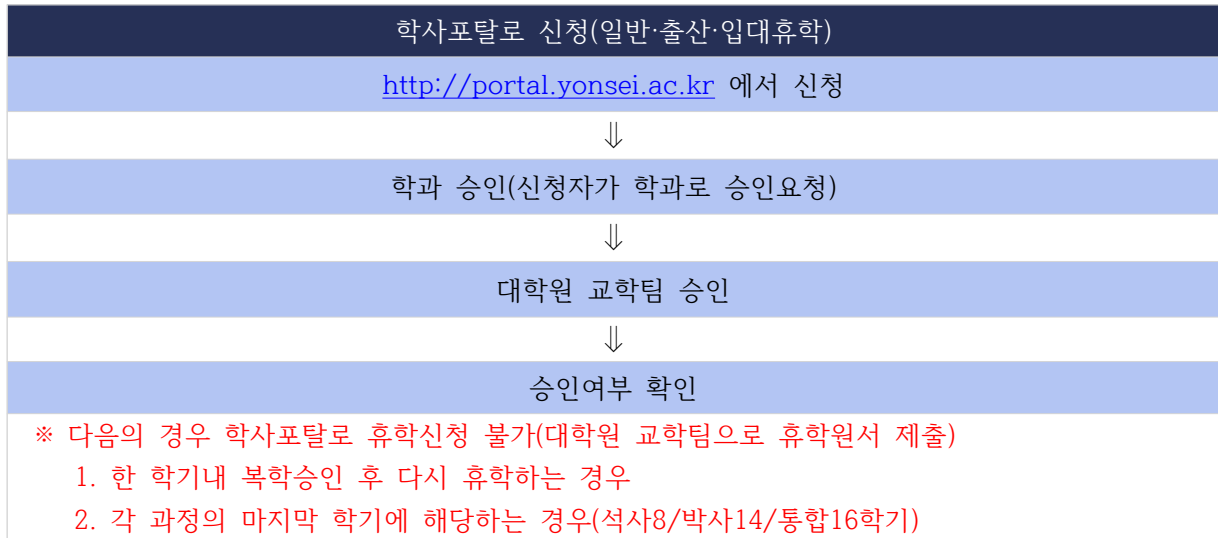 학사포탈로 신청(일반·출산·입대휴학)
http://portal.yonsei.ac.kr 에서 신청
⇓
학과 승인(신청자가 학과로 승인요청)
⇓
대학원 교학팀 승인
⇓
승인여부 확인
※ 다음의 경우 학사포탈로 휴학신청 불가(대학원 교학팀으로 휴학원서 제출)
1. 한 학기내 복학승인 후 다시 휴학하는 경우
2. 각 과정의 마지막 학기에 해당하는 경우(석사8/박사14/통합16학기)